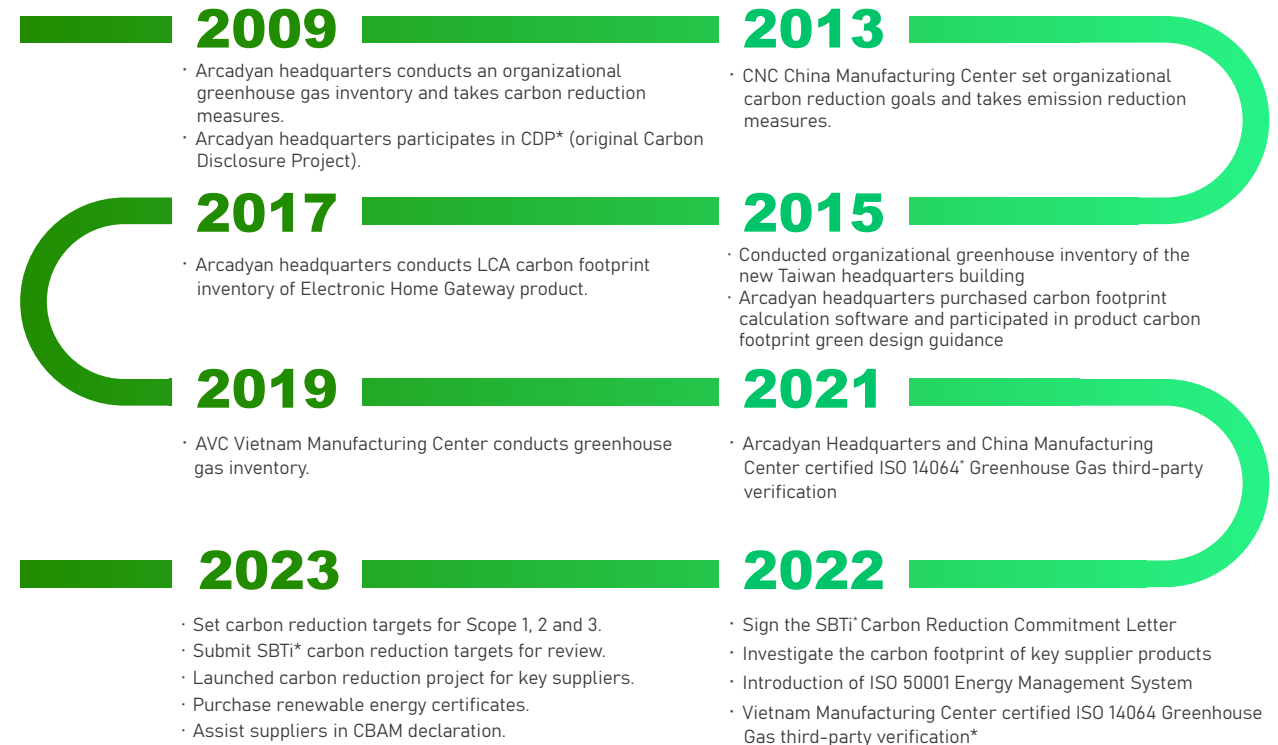 2009
· Arcadyan headquarters conducts an organizational
greenhouse gas inventory and takes carbon reduction
measures.
· Arcadyan headquarters participates in CDP* (original Carbon
Disclosure Project).
2013
· CNC China Manufacturing Center set organizational
carbon reduction goals and takes emission reduction
measures.
2015
· Conducted organizational greenhouse inventory of the
new Taiwan headquarters building
· Arcadyan headquarters purchased carbon footprint
calculation software and participated in product carbon
footprint green design guidance
2017
· Arcadyan headquarters conducts LCA carbon footprint
inventory of Electronic Home Gateway product.
2019
· AVC Vietnam Manufacturing Center conducts greenhouse
gas inventory.
2021
· Arcadyan Headquarters and China Manufacturing
Center certified ISO 14064* Greenhouse Gas third-party
verification
2022
· Sign the SBTi* Carbon Reduction Commitment Letter
· Investigate the carbon footprint of key supplier products
· Introduction of ISO 50001 Energy Management System
· Vietnam Manufacturing Center certified ISO 14064 Greenhouse
Gas third-party verification*
2023
· Set carbon reduction targets for Scope 1, 2 and 3.
· Submit SBTi* carbon reduction targets for review.
· Launched carbon reduction project for key suppliers.
· Purchase renewable energy certificates.
· Assist suppliers in CBAM declaration.